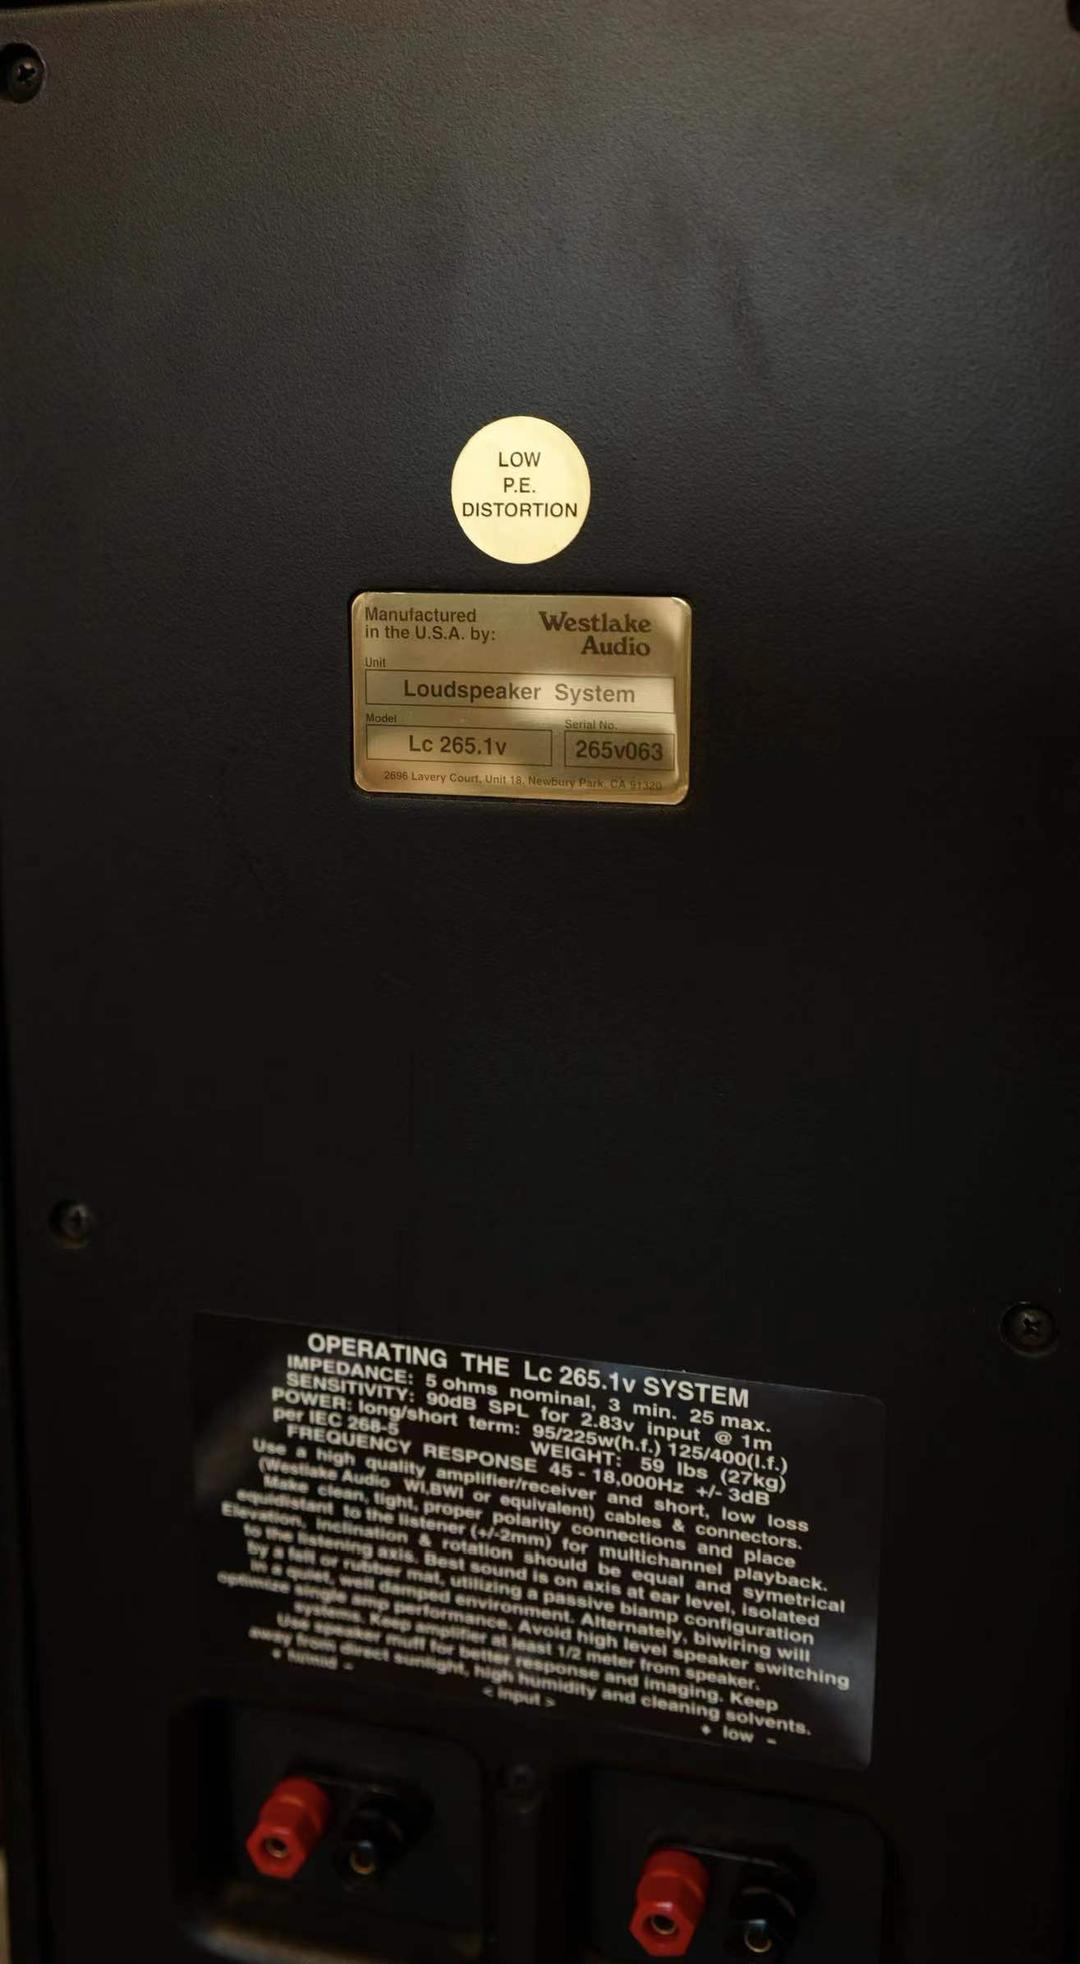 LOW
P.E.
DISTORTION
Manufactured
in the U.S.A. by:
Westlake
Audio
Unit
Loudspeaker System
Model
Serial No.
Lc 265.1v
265v063
2696 Lavery Court, Unit 18, Newbury Park, CA 91320
OPERATING THE Lc 265.1v SYSTEM
IMPEDANCE: 5 ohms nominal, 3 min. 25 max.
SENSITIVITY: 90dB SPL for 2.83v input @ 1m
POWER: long/short term: 95/225w(h.f.) 125/400(l.f.)
per IEC 268-5 WEIGHT: 59 lbs (27kg)
FREQUENCY RESPONSE 45 - 18,000Hz +/- 3dB
Use a high quality amplifier/receiver and short, low loss
(Westlake Audio WI,BWI or equivalent) cables & connectors.
Make clean, tight, proper polarity connections and place
equidistant to the listener (+/-2mm) for multichannel playback.
Elevation, inclination & rotation should be equal and symetrical
to the listening axis. Best sound is on axis at ear level, isolated
by a felt or rubber mat, utilizing a passive biamp configuration
in a quiet, well damped environment. Alternately, biwiring will
optimize single amp performance. Avoid high level speaker switching
systems. Keep amplifier at least 1/2 meter from speaker.
Use speaker muff for better response and imaging. Keep
away from direct sunlight, high humidity and cleaning solvents.
+ hi/mid -
< input >
+ low -